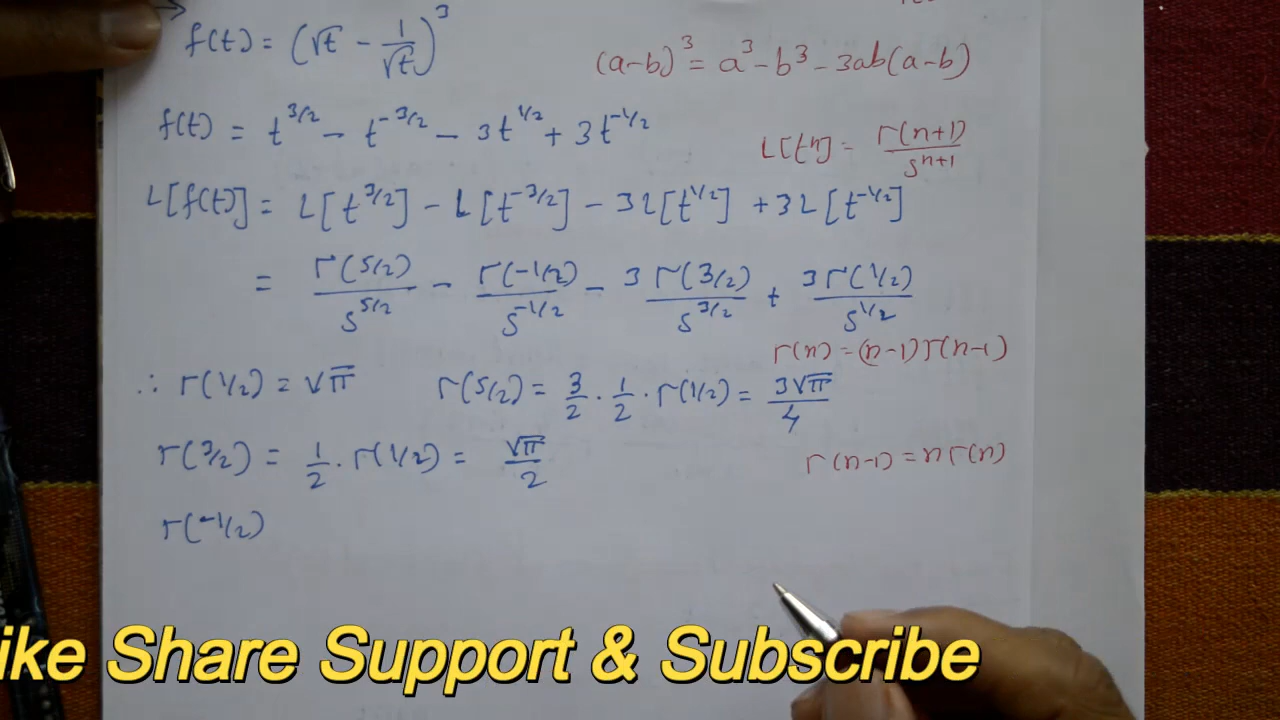 f(t) = (√t - 1/√t)^3
(a-b)^3 = a^3 - b^3 - 3ab(a-b)
f(t) = t^3/2 - t^-3/2 - 3t^1/2 + 3t^-1/2
L[t^n] = Γ(n+1)/s^n+1
L[f(t)] = L[t^3/2] - L[t^-3/2] - 3L[t^1/2] + 3L[t^-1/2]
= Γ(5/2)/s^5/2 - Γ(-1/2)/s^-1/2 - 3Γ(3/2)/s^3/2 + 3Γ(1/2)/s^1/2
Γ(n) = (n-1)Γ(n-1)
∴ Γ(1/2) = √π Γ(5/2) = 3/2 · 1/2 · Γ(1/2) = 3√π/4
Γ(3/2) = 1/2 · Γ(1/2) = √π/2
Γ(n-1) = nΓ(n)
Γ(-1/2)
ike Share Support & Subscribe